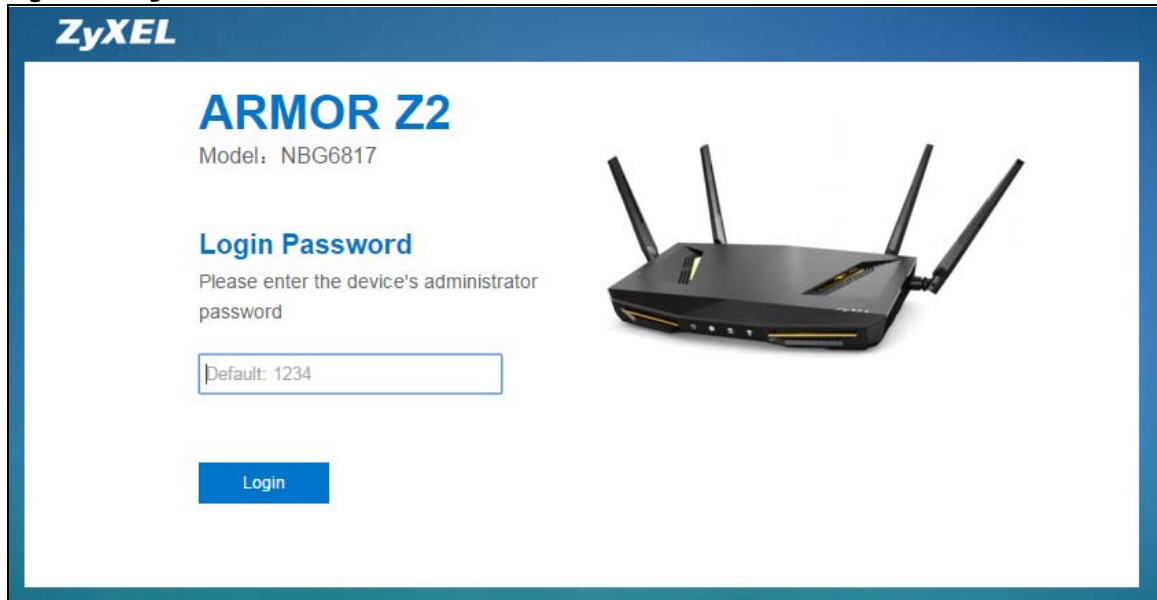 ZyXEL
ARMOR Z2
Model: NBG6817
Login Password
Please enter the device's administrator
password
Default: 1234
Login